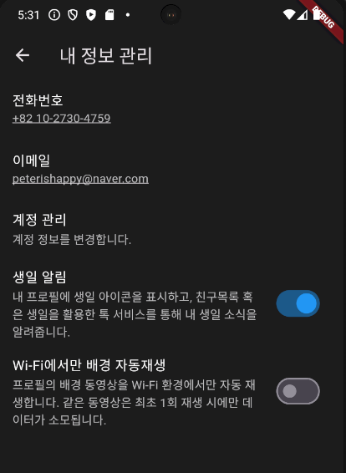 5:31
DEBUG
내 정보 관리
전화번호
+82 10-2730-4759
이메일
peterishappy@naver.com
계정 관리
계정 정보를 변경합니다.
생일 알림
내 프로필에 생일 아이콘을 표시하고, 친구목록 혹
은 생일을 활용한 톡 서비스를 통해 내 생일 소식을
알려줍니다.
Wi-Fi에서만 배경 자동재생
프로필의 배경 동영상을 Wi-Fi 환경에서만 자동 재
생합니다. 같은 동영상은 최초 1회 재생 시에만 데
이터가 소모됩니다.